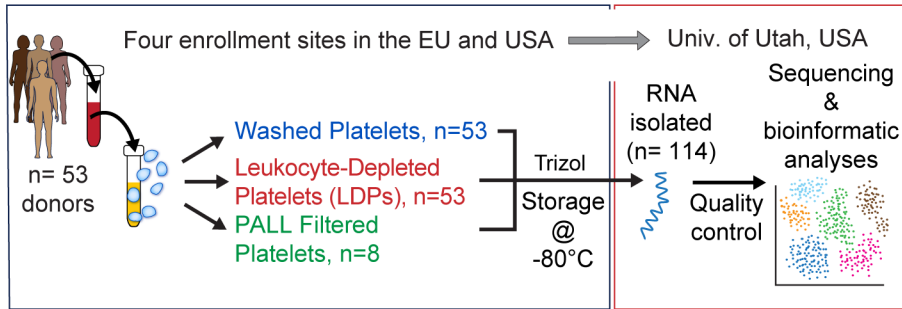 Four enrollment sites in the EU and USA
Univ. of Utah, USA
n= 53
donors
Washed Platelets, n=53
Leukocyte-Depleted
Platelets (LDPs), n=53
PALL Filtered
Platelets, n=8
Trizol
Storage
@
-80°C
RNA
isolated
(n= 114)
Quality
control
Sequencing
&
bioinformatic
analyses